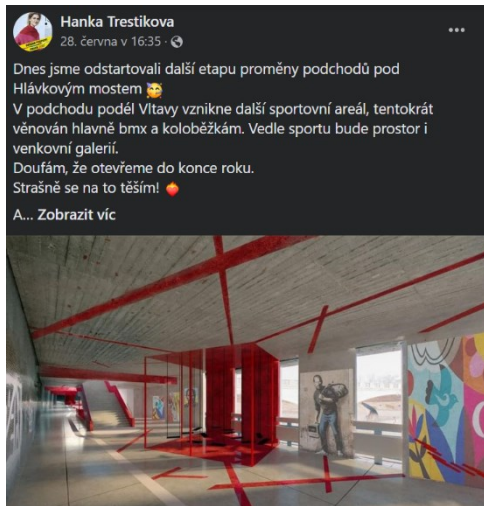 Hanka Trestikova
28. června v 16:35 ·
Dnes jsme odstartovali další etapu proměny podchodů pod
Hlávkovým mostem 🥳
V podchodu podél Vltavy vznikne další sportovní areál, tentokrát
věnován hlavně bmx a koloběžkám. Vedle sportu bude prostor i
venkovní galerií.
Doufám, že otevřeme do konce roku.
Strašně se na to těším! 🍓
A... Zobrazit víc